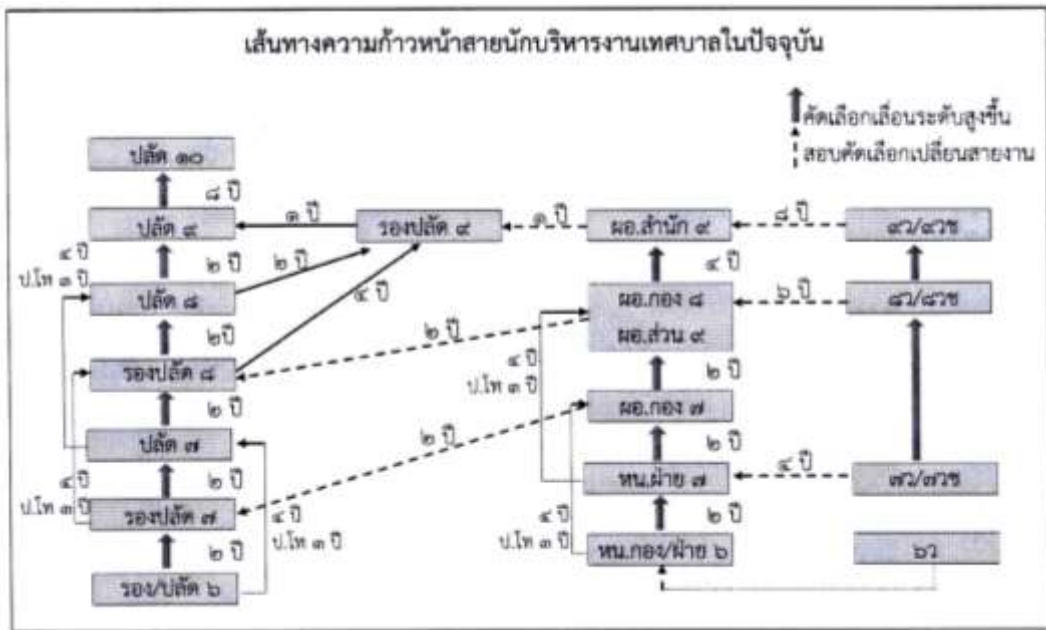 เส้นทางความก้าวหน้าสายนักบริหารงานเทศบาลในปัจจุบัน
คัดเลือกเลื่อนระดับสูงขึ้น
สอบคัดเลือกเปลี่ยนสายงาน
ปลัด ๑๐
๘ ปี
ปลัด ๙
๑ ปี
รองปลัด ๙
๑ ปี
ผอ.สำนัก ๙
๘ ปี
๙ว/๙วช
๔ ปี
ป.โท ๓ ปี
๒ ปี
๒ ปี
๔ ปี
๔ ปี
ปลัด ๘
ผอ.กอง ๘
ผอ.ส่วน ๙
๖ ปี
๘ว/๘วช
๒ ปี
๒ ปี
รองปลัด ๘
๔ ปี
ป.โท ๓ ปี
๒ ปี
๒ ปี
ผอ.กอง ๗
ปลัด ๗
๒ ปี
๒ ปี
๔ ปี
ป.โท ๓ ปี
๒ ปี
หน.ฝ่าย ๗
๔ ปี
๗ว/๗วช
รองปลัด ๗
๔ ปี
ป.โท ๓ ปี
๔ ปี
ป.โท ๓ ปี
๒ ปี
๒ ปี
หน.กอง/ฝ่าย ๖
๖ว
รอง/ปลัด ๖